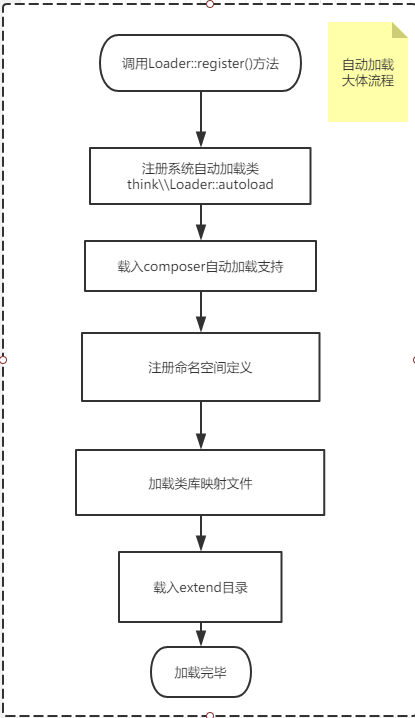 自动加载
大体流程
调用Loader::register()方法
注册系统自动加载类
think\\Loader::autoload
载入composer自动加载支持
注册命名空间定义
加载类库映射文件
载入extend目录
加载完毕